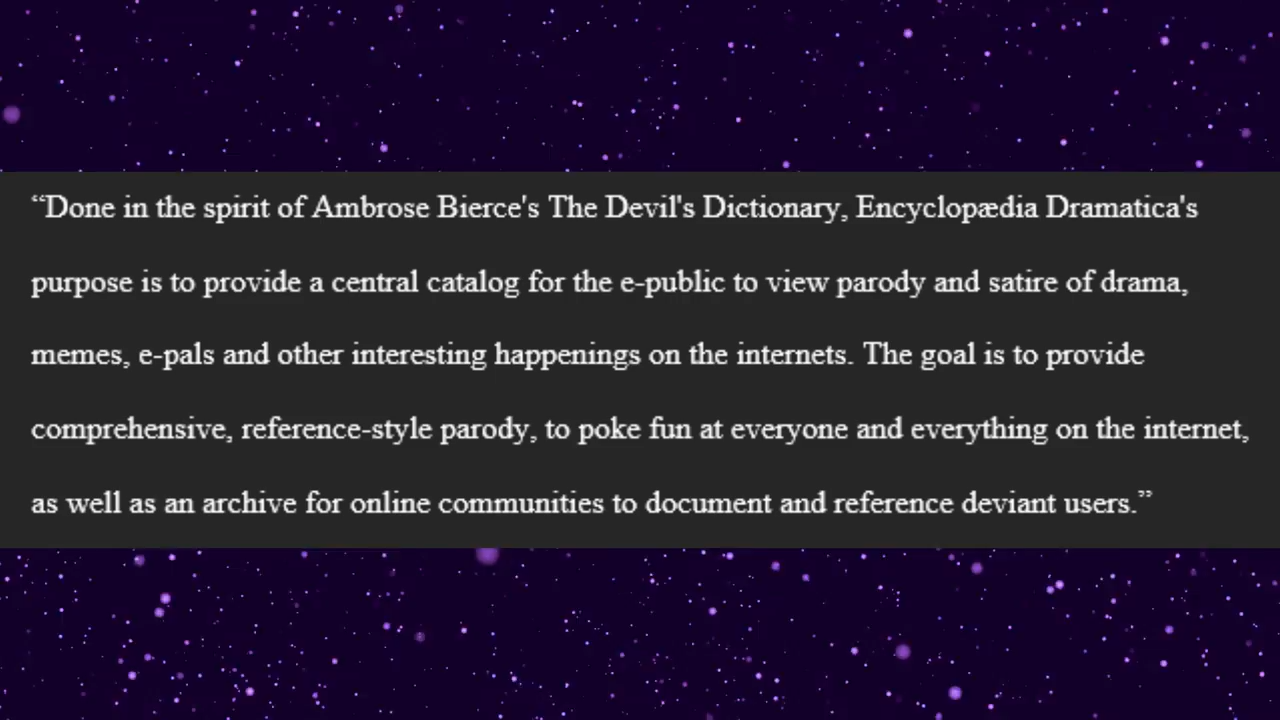 “Done in the spirit of Ambrose Bierce's The Devil's Dictionary, Encyclopædia Dramatica's
purpose is to provide a central catalog for the e-public to view parody and satire of drama,
memes, e-pals and other interesting happenings on the internets. The goal is to provide
comprehensive, reference-style parody, to poke fun at everyone and everything on the internet,
as well as an archive for online communities to document and reference deviant users.”